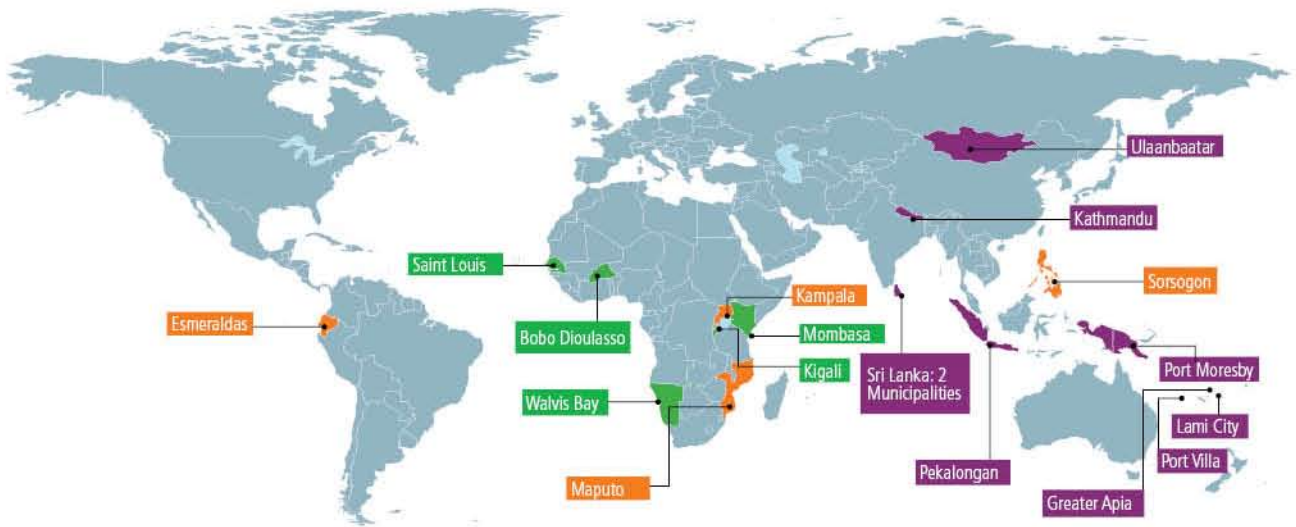 Ulaanbaatar
Kathmandu
Saint Louis
Sorsogon
Kampala
Esmeraldas
Bobo Dioulasso
Mombasa
Kigali
Sri Lanka: 2
Municipalities
Port Moresby
Walvis Bay
Lami City
Port Villa
Pekalongan
Maputo
Greater Apia